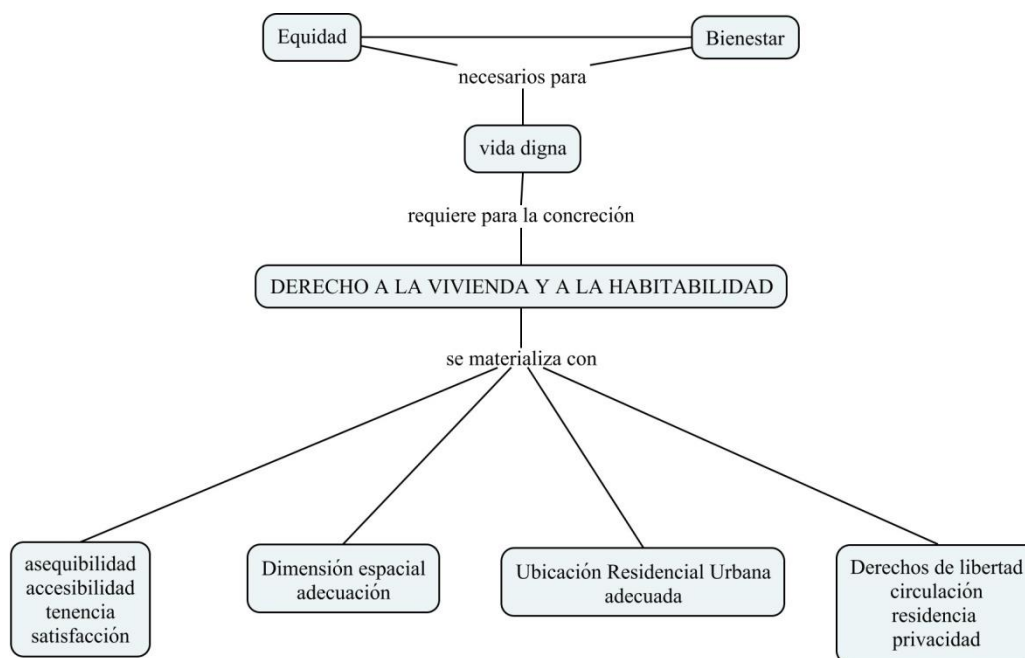 Equidad
Bienestar
necesarios para
vida digna
requiere para la concreción
DERECHO A LA VIVIENDA Y A LA HABITABILIDAD
se materializa con
asequibilidad
accesibilidad
tenencia
satisfacción
Dimensión espacial
adecuación
Ubicación Residencial Urbana
adecuada
Derechos de libertad
circulación
residencia
privacidad